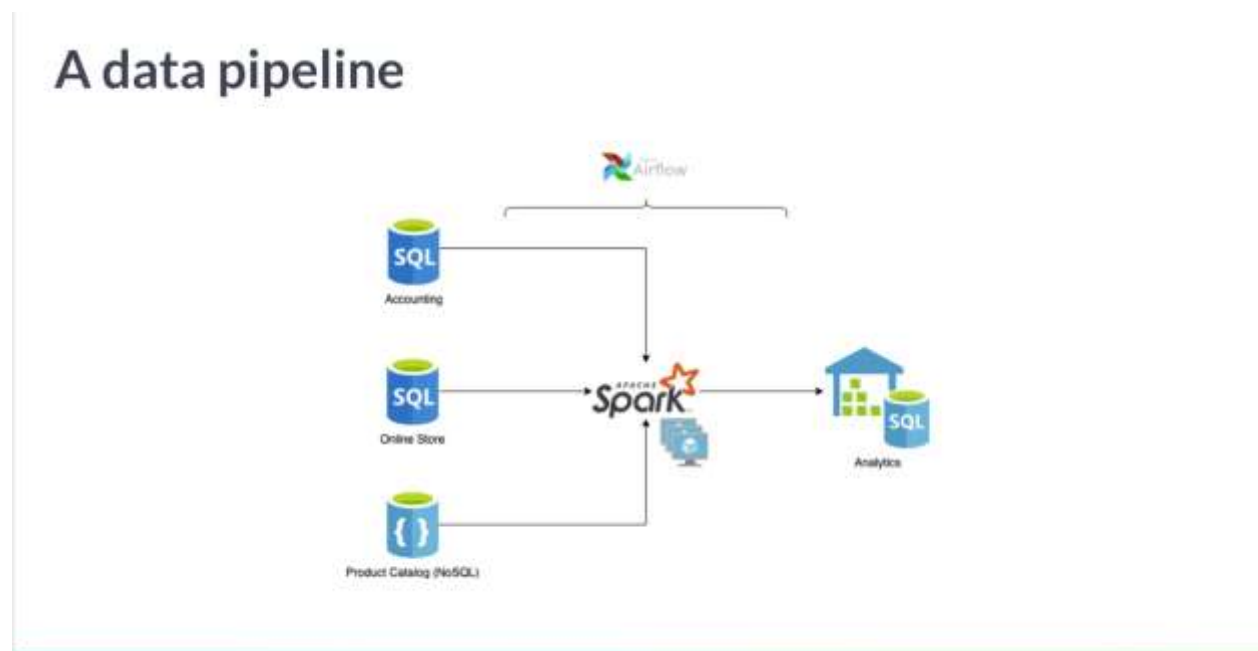 A data pipeline
Airflow
SQL
Accounting
SQL
Online Store
APACHE
Spark
SQL
Analytics
{ }
Product Catalog (NoSQL)